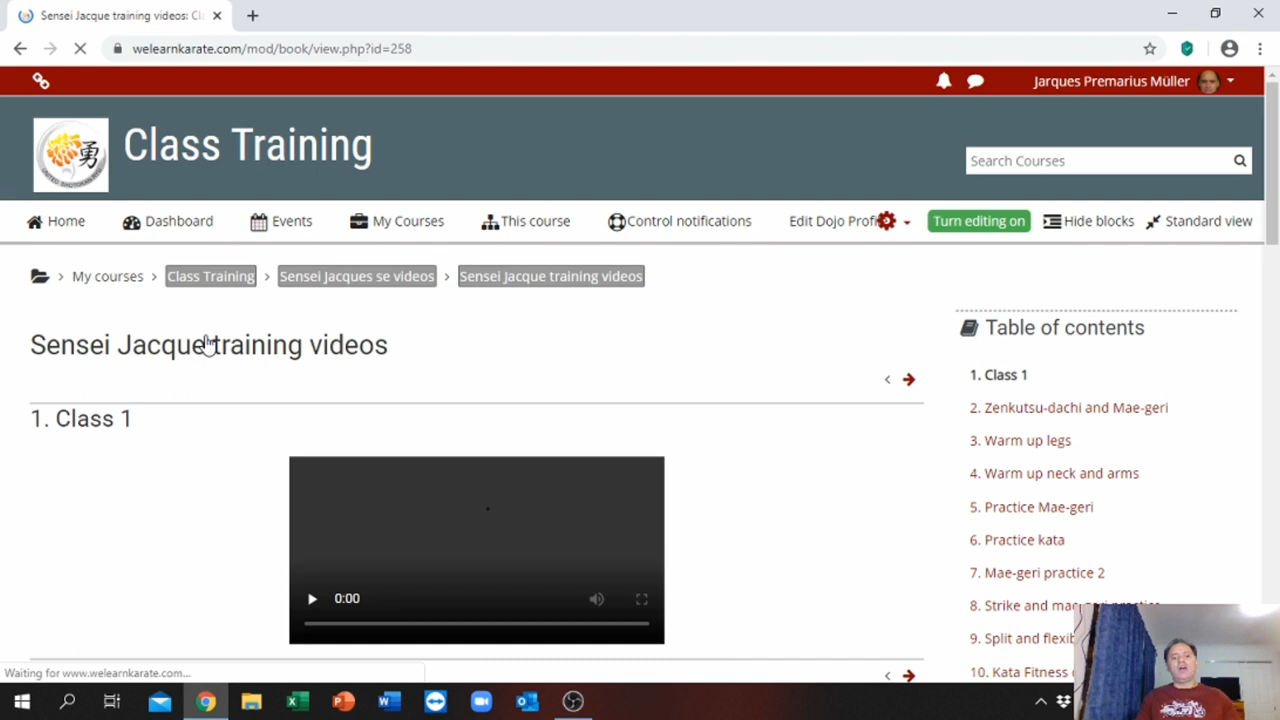 Sensei Jacque training videos: Cl
welearnkarate.com/mod/book/view.php?id=258
Jarques Premarius Müller
勇
Class Training
Search Courses
Home
Dashboard
Events
My Courses
This course
Control notifications
Edit Dojo Profi
Turn editing on
Hide blocks
Standard view
> My courses > Class Training > Sensei Jacques se videos > Sensei Jacque training videos
Sensei Jacque training videos
1. Class 1
0:00
Table of contents
1. Class 1
2. Zenkutsu-dachi and Mae-geri
3. Warm up legs
4. Warm up neck and arms
5. Practice Mae-geri
6. Practice kata
7. Mae-geri practice 2
8. Strike and mae-geri practice
9. Split and flexib
10. Kata Fitness
Waiting for www.welearnkarate.com...